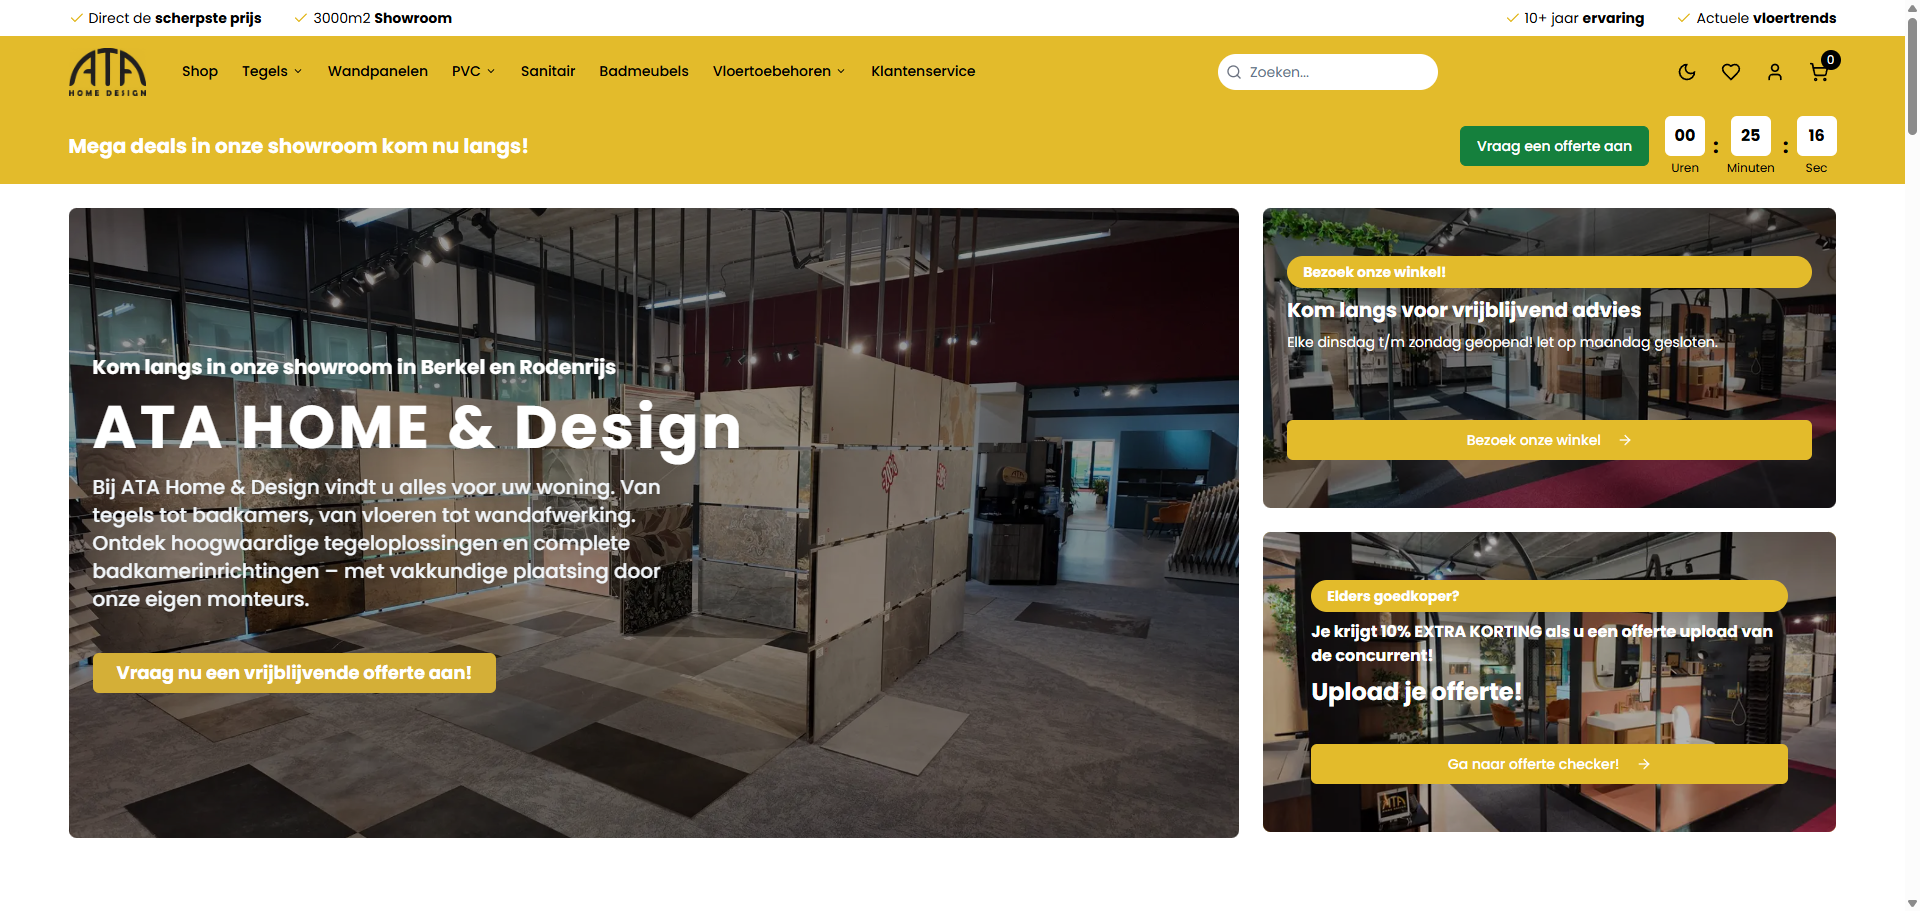 Direct de scherpste prijs
3000m2 Showroom
10+ jaar ervaring
Actuele vloertrends
ATA
HOME DESIGN
Shop
Tegels
Wandpanelen
PVC
Sanitair
Badmeubels
Vloertoebehoren
Klantenservice
Zoeken...
0
Mega deals in onze showroom kom nu langs!
Vraag een offerte aan
00 : 25 : 16
Uren Minuten Sec
Kom langs in onze showroom in Berkel en Rodenrijs
ATA HOME & Design
Bij ATA Home & Design vindt u alles voor uw woning. Van
tegels tot badkamers, van vloeren tot wandafwerking.
Ontdek hoogwaardige tegeloplossingen en complete
badkamerinrichtingen – met vakkundige plaatsing door
onze eigen monteurs.
Vraag nu een vrijblijvende offerte aan!
Bezoek onze winkel!
Kom langs voor vrijblijvend advies
Elke dinsdag t/m zondag geopend! let op maandag gesloten.
Bezoek onze winkel
Elders goedkoper?
Je krijgt 10% EXTRA KORTING als u een offerte upload van
de concurrent!
Upload je offerte!
Ga naar offerte checker!
ATA